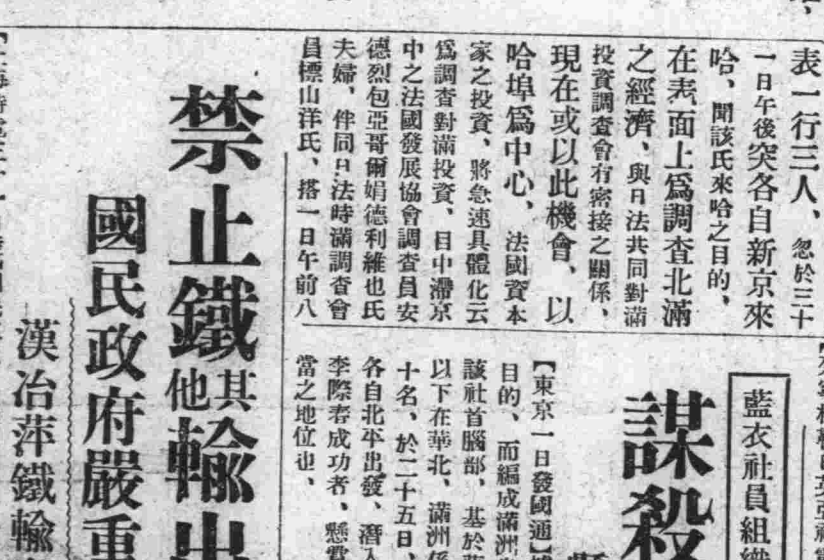 表一行三人、忽於三十
一日午後突各自新京來
哈、聞該氏來哈之目的、
在表面上爲調查北滿
之經濟、與日法共同對滿
投資調查會有密接之關係、
現在或以此機會、以
哈埠爲中心、法國資本
家之投資、將急速具體化云
爲調查對滿投資、目中滯京
中之法國發展協會調查員安
德烈包亞哥爾娟德利維也氏
夫婦、伴同日法時滿調查會
員標山洋氏、搭一日午前八
藍衣社員組織
謀殺
【東京一日發國通】
目的、而編成滿洲
該社首腦部、基於
以下在華北、滿洲係
十名、於二十五日、
各自北平出發、潛入
李際春成功者、懸賞
當之地位也、
禁止鐵其他輸出
國民政府嚴重
漢冶萍鐵輸